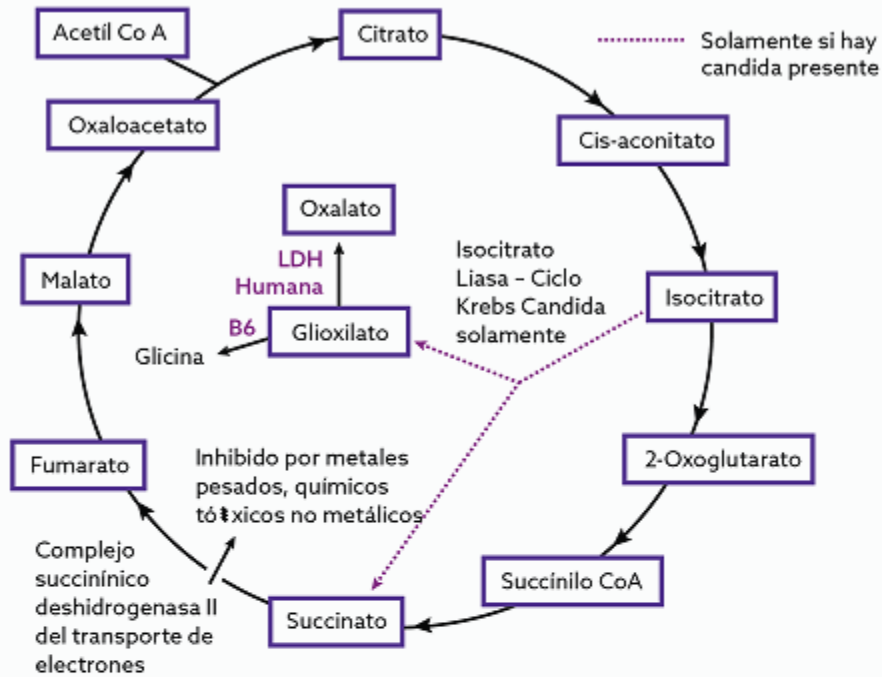 Acetíl Co A
Citrato
Solamente si hay
candida presente
Oxaloacetato
Cis-aconitato
Oxalato
LDH
Humana
Isocitrato
Liasa – Ciclo
Krebs Candida
solamente
Malato
Isocitrato
B6
Glioxilato
Glicina
Fumarato
Inhibido por metales
pesados, químicos
tóxicos no metálicos
2-Oxoglutarato
Complejo
succinínico
deshidrogenasa II
del transporte de
electrones
Succínilo CoA
Succinato